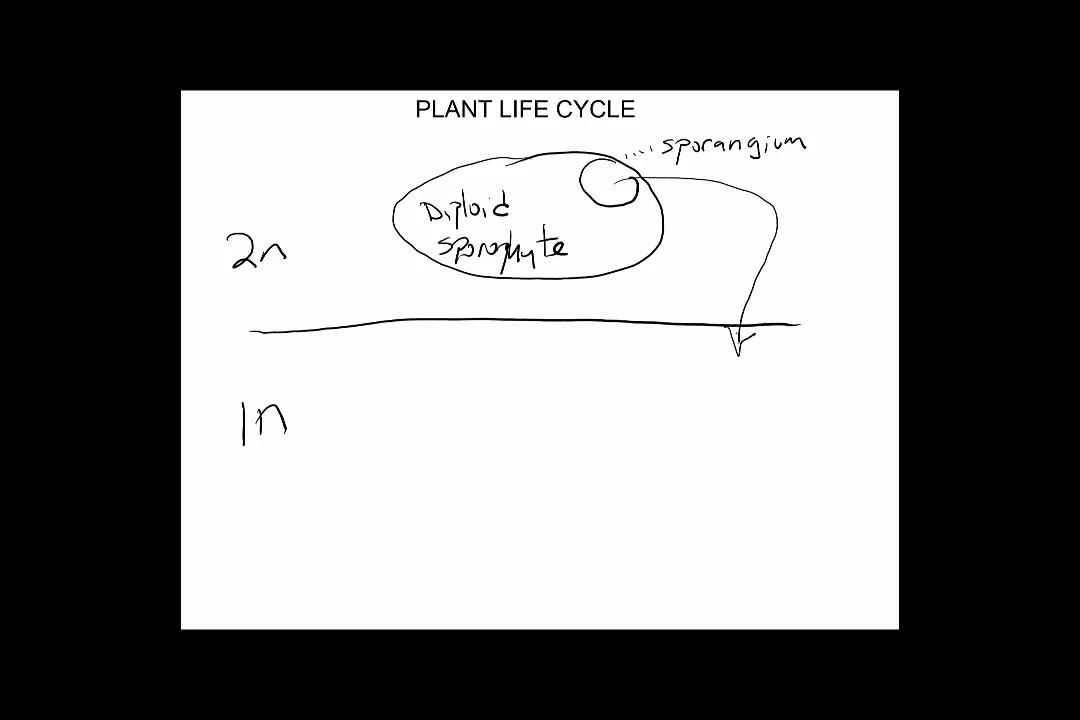 PLANT LIFE CYCLE
sporangium
Diploid
sporophyte
2n
1n